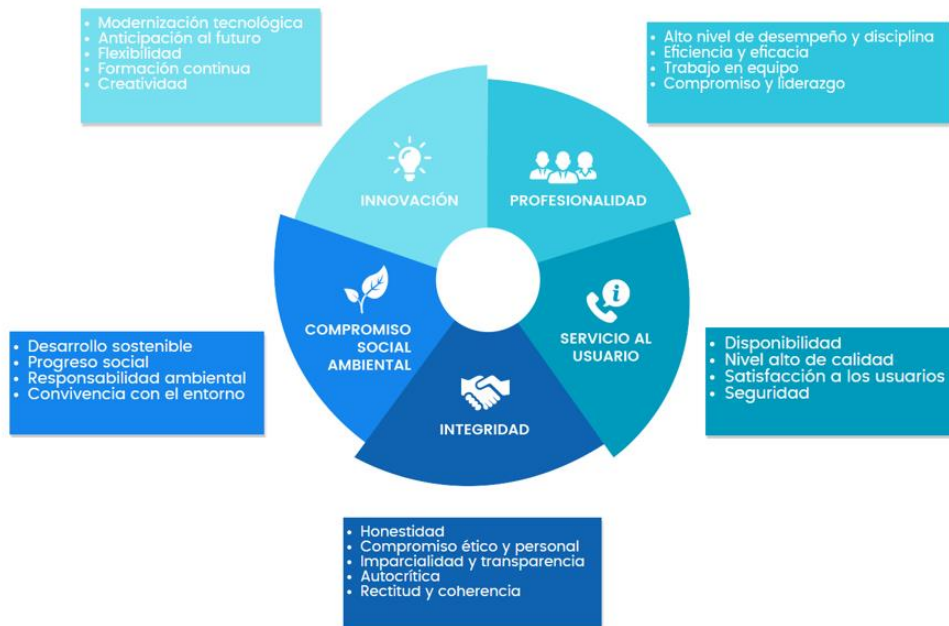 • Modernización tecnológica
• Anticipación al futuro
• Flexibilidad
• Formación continua
• Creatividad
• Alto nivel de desempeño y disciplina
• Eficiencia y eficacia
• Trabajo en equipo
• Compromiso y liderazgo
INNOVACIÓN
PROFESIONALIDAD
COMPROMISO
SOCIAL
AMBIENTAL
SERVICIO AL
USUARIO
INTEGRIDAD
• Desarrollo sostenible
• Progreso social
• Responsabilidad ambiental
• Convivencia con el entorno
• Disponibilidad
• Nivel alto de calidad
• Satisfacción a los usuarios
• Seguridad
• Honestidad
• Compromiso ético y personal
• Imparcialidad y transparencia
• Autocrítica
• Rectitud y coherencia